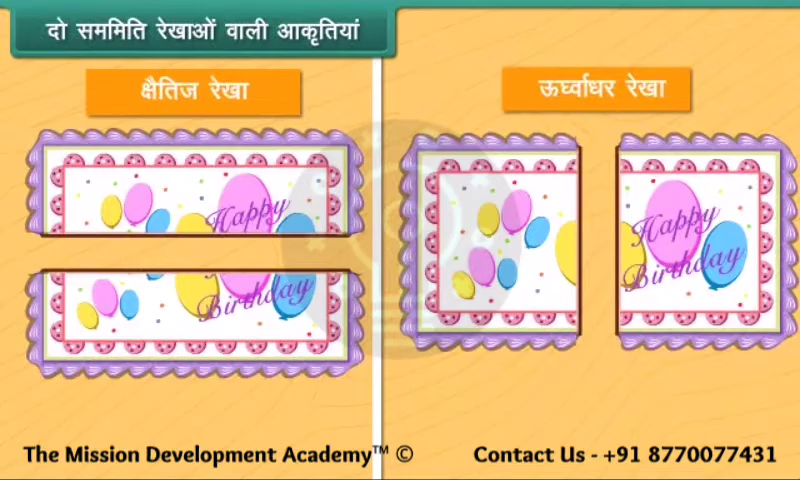 दो सममिति रेखाओं वाली आकृतियां
क्षैतिज रेखा
ऊर्घ्वाधर रेखा
Happy
Happy
Birthday
Birthday
The Mission Development Academy™ ©
Contact Us - +91 8770077431